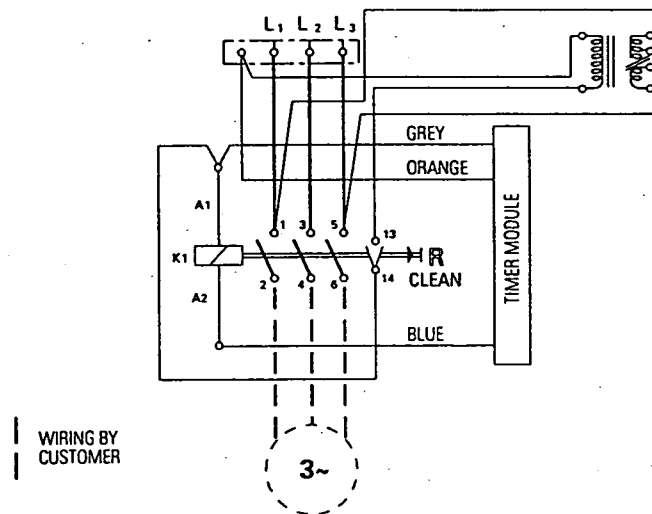 L1 L2 L3
GREY
ORANGE
A1
1 3 5 13
K1
R
CLEAN
2 4 6 14
A2
TIMER MODULE
BLUE
WIRING BY
CUSTOMER
3~